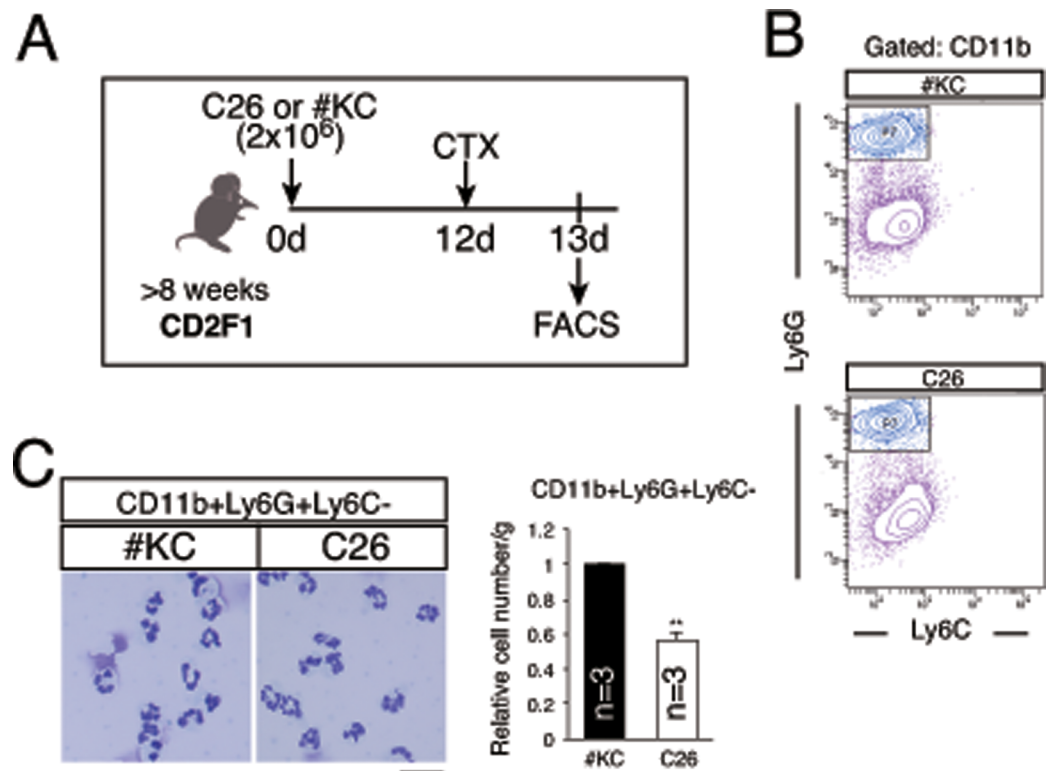 A
C26 or #KC
(2x10⁶)
CTX
0d
12d
13d
>8 weeks
CD2F1
FACS
B
Gated: CD11b
#KC
C26
Ly6G
Ly6C
C
CD11b+Ly6G+Ly6C-
#KC
C26
CD11b+Ly6G+Ly6C-
Relative cell number/g
1.2
1
0.8
0.6
0.4
0.2
0
*
n=3
n=3
#KC
C26